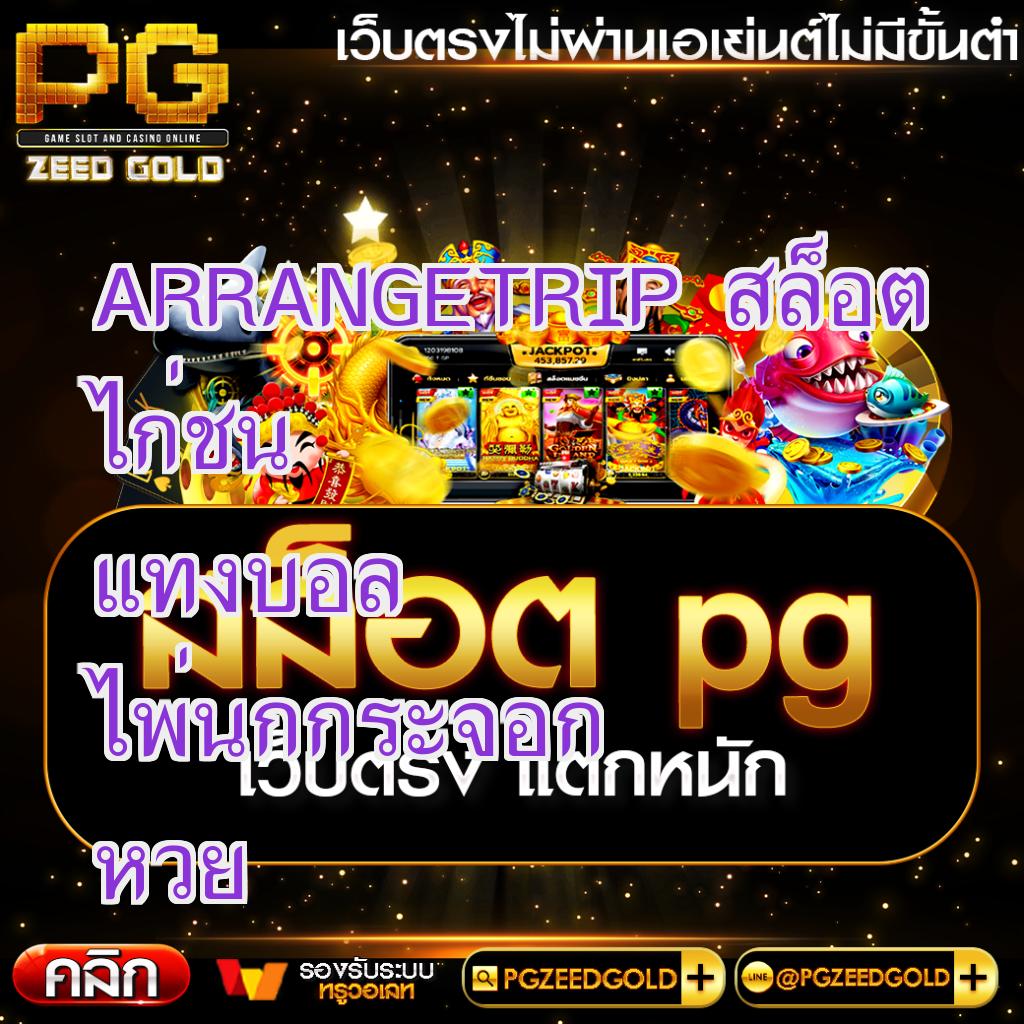 เว็บตรงไม่ผ่านเอเย่นต์ไม่มีขั้นต่ำ
PG
GAME SLOT AND CASINO ONLINE
ZEED GOLD
ARRANGETRIP สล็อต
1203198108
JACKPOT
453,857.29
ไก่ชน
แทงบอล
สล็อต pg
ไพ่นกกระจอก
เว็บตรง แตกหนัก
หวย
คลิก
รองรับระบบ
ทรูวอเลท
PGZEEDGOLD +
LINE @PGZEEDGOLD +